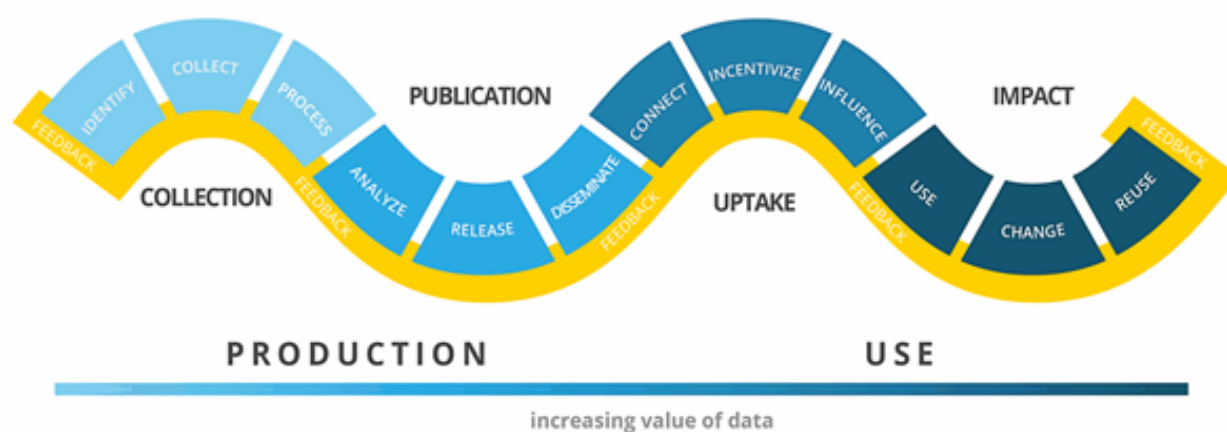 IDENTIFY
COLLECT
PROCESS
FEEDBACK
COLLECTION
PUBLICATION
ANALYZE
RELEASE
DISSEMINATE
FEEDBACK
FEEDBACK
CONNECT
INCENTIVIZE
INFLUENCE
UPTAKE
FEEDBACK
IMPACT
USE
CHANGE
REUSE
FEEDBACK
PRODUCTION
USE
increasing value of data